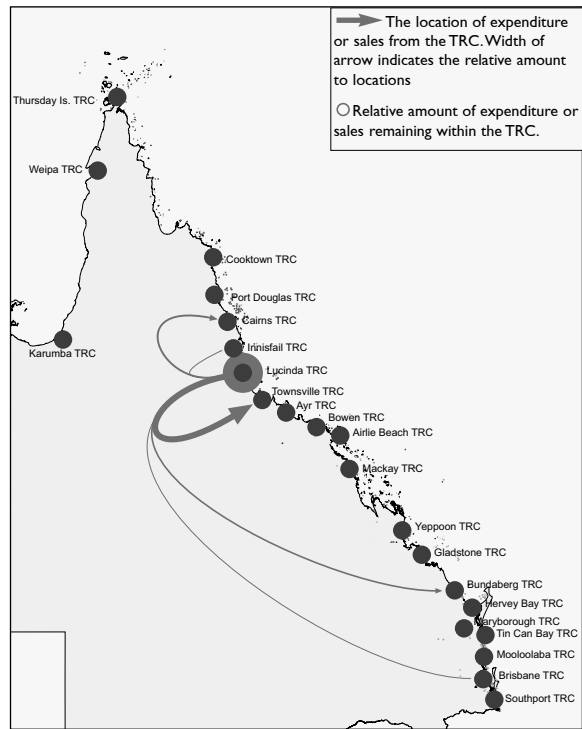 The location of expenditure
or sales from the TRC. Width of
arrow indicates the relative amount
to locations
Relative amount of expenditure or
sales remaining within the TRC.
Thursday Is. TRC
Weipa TRC
Cooktown TRC
Port Douglas TRC
Cairns TRC
Karumba TRC
Innisfail TRC
Lucinda TRC
Townsville TRC
Ayr TRC
Bowen TRC
Airlie Beach TRC
Mackay TRC
Yeppoon TRC
Gladstone TRC
Bundaberg TRC
Hervey Bay TRC
Maryborough TRC
Tin Can Bay TRC
Mooloolaba TRC
Brisbane TRC
Southport TRC